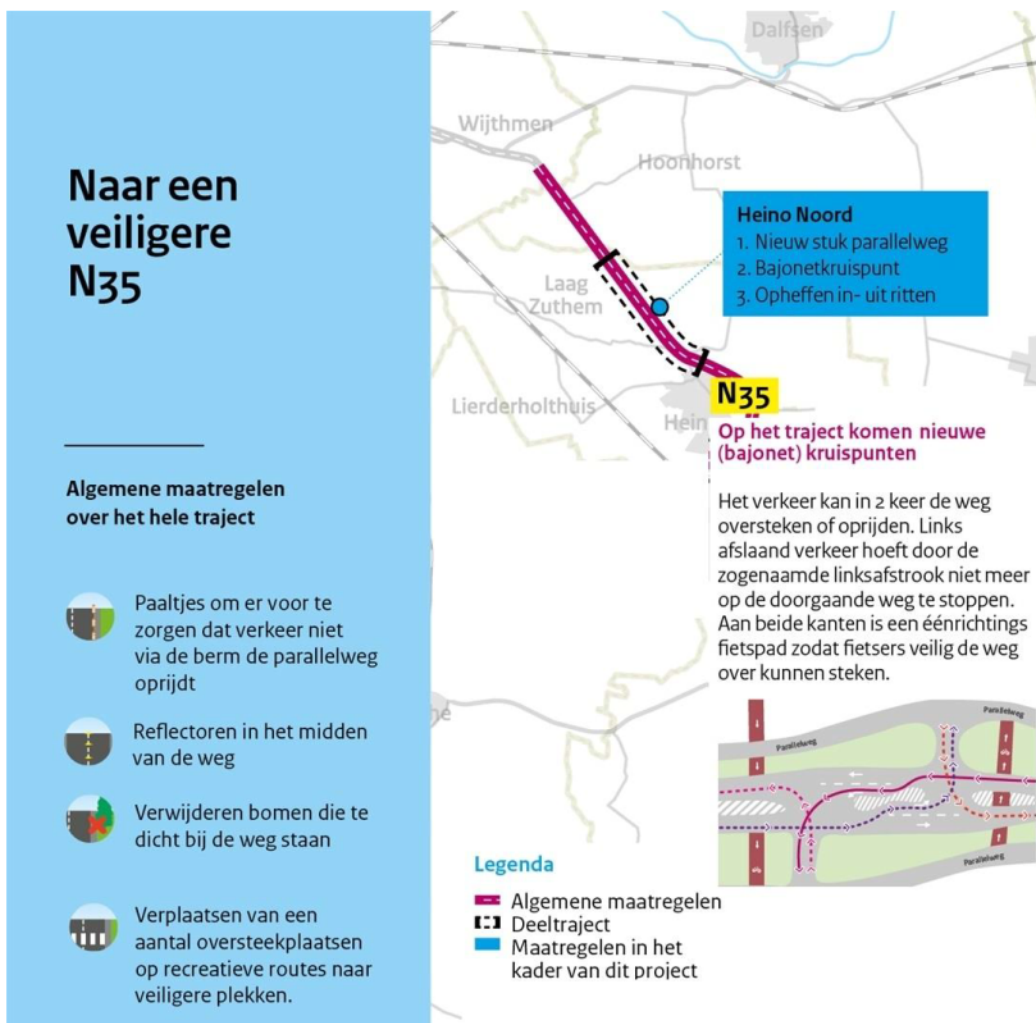 Naar een
veiligere
N35
Algemene maatregelen
over het hele traject
Paaltjes om er voor te
zorgen dat verkeer niet
via de berm de parallelweg
oprijdt
Reflectoren in het midden
van de weg
Verwijderen bomen die te
dicht bij de weg staan
Verplaatsen van een
aantal oversteekplaatsen
op recreatieve routes naar
veiligere plekken.
Dalfsen
Wijthmen
Hoonhorst
Heino Noord
1. Nieuw stuk parallelweg
2. Bajonetkruispunt
3. Opheffen in- uit ritten
Laag
Zuthem
Lierderholthuis
Hein
N35
Op het traject komen nieuwe
(bajonet) kruispunten
Het verkeer kan in 2 keer de weg
oversteken of oprijden. Links
afslaand verkeer hoeft door de
zogenaamde linksafstrook niet meer
op de doorgaande weg te stoppen.
Aan beide kanten is een éénrichtings
fietspad zodat fietsers veilig de weg
over kunnen steken.
he
Parallelweg
Parallelweg
Parallelweg
Legenda
Algemene maatregelen
Deeltraject
Maatregelen in het
kader van dit project